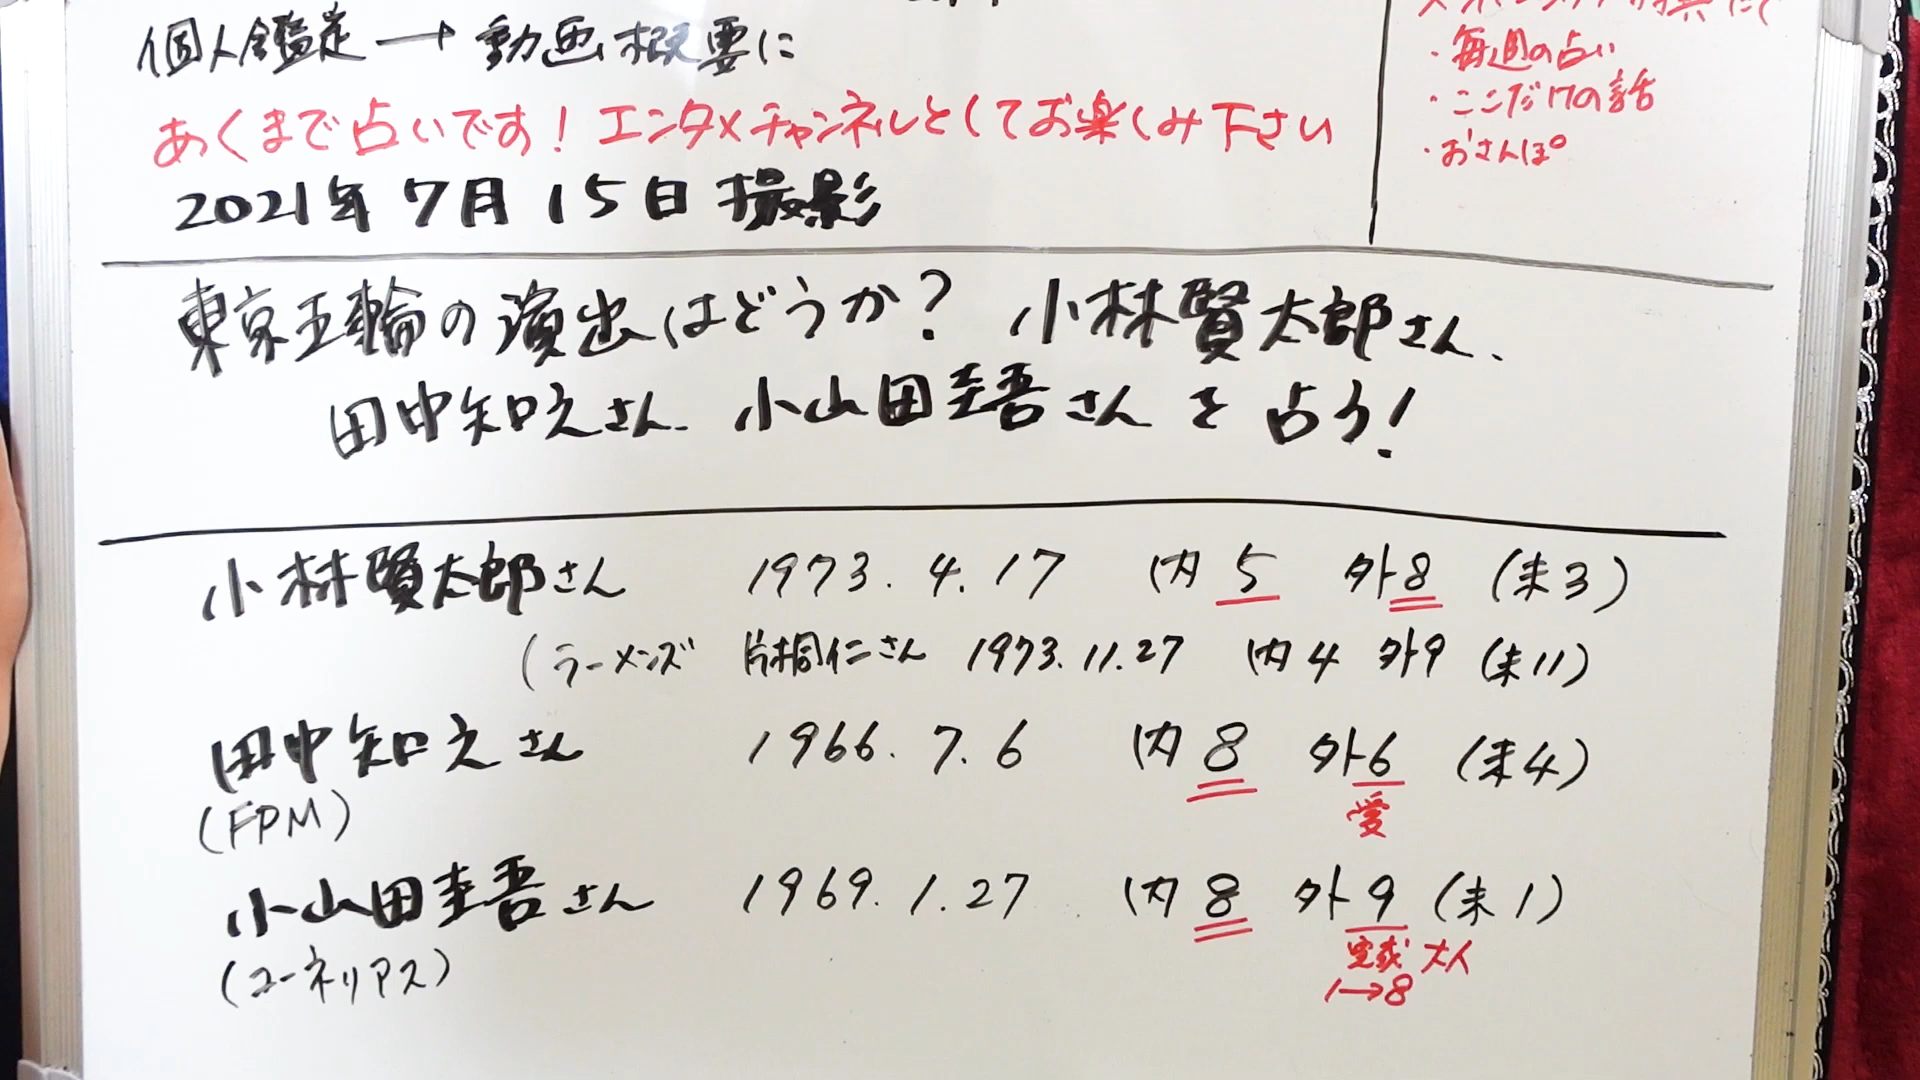 個人鑑定→動画概要に
あくまで占いです！エンタメチャンネルとしてお楽しみ下さい
2021年7月15日撮影
・毎週の占い
・ここだけの話
・おさんぽ
東京五輪の演出はどうか？ 小林賢太郎さん、
田中知之さん、小山田圭吾さんを占う！
小林賢太郎さん 1973.4.17 内5 外8 (未3)
(ラーメンズ 片桐仁さん 1973.11.27 内4 外9 (未11)
田中知之さん 1966.7.6 内8 外6 (未4)
(FPM)
愛
小山田圭吾さん 1969.1.27 内8 外9 (未1)
(コーネリアス)
完成 大人
1→8